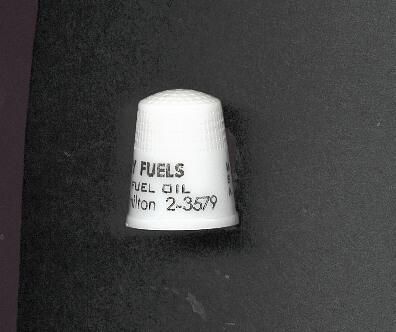 Y FUELS
FUEL OIL
ilton 2-3579